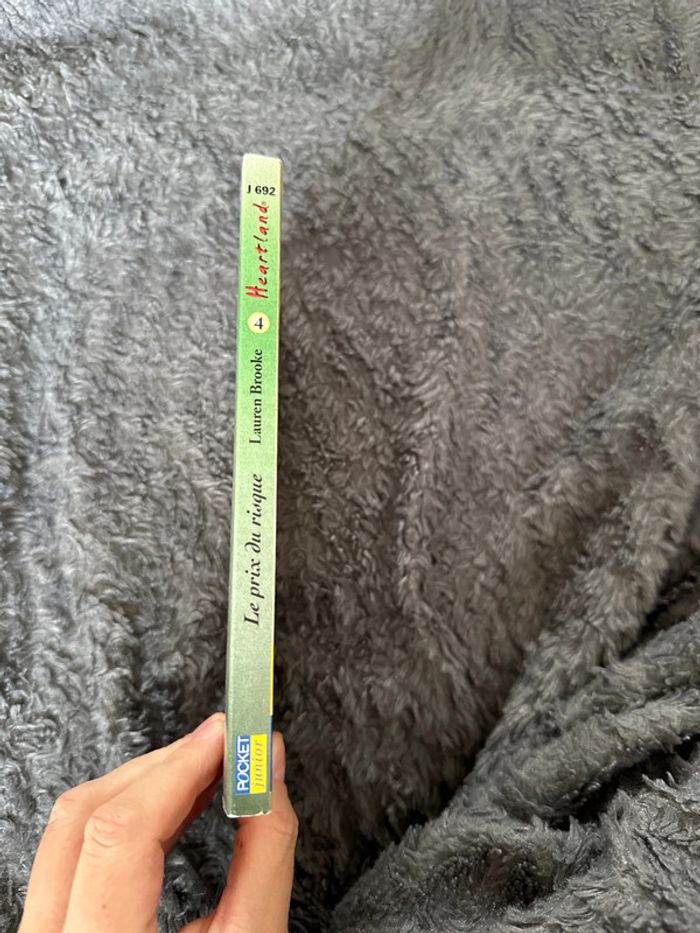 J 692
Heartland
4
Lauren Brooke
Le prix du risque
POCKET
junior